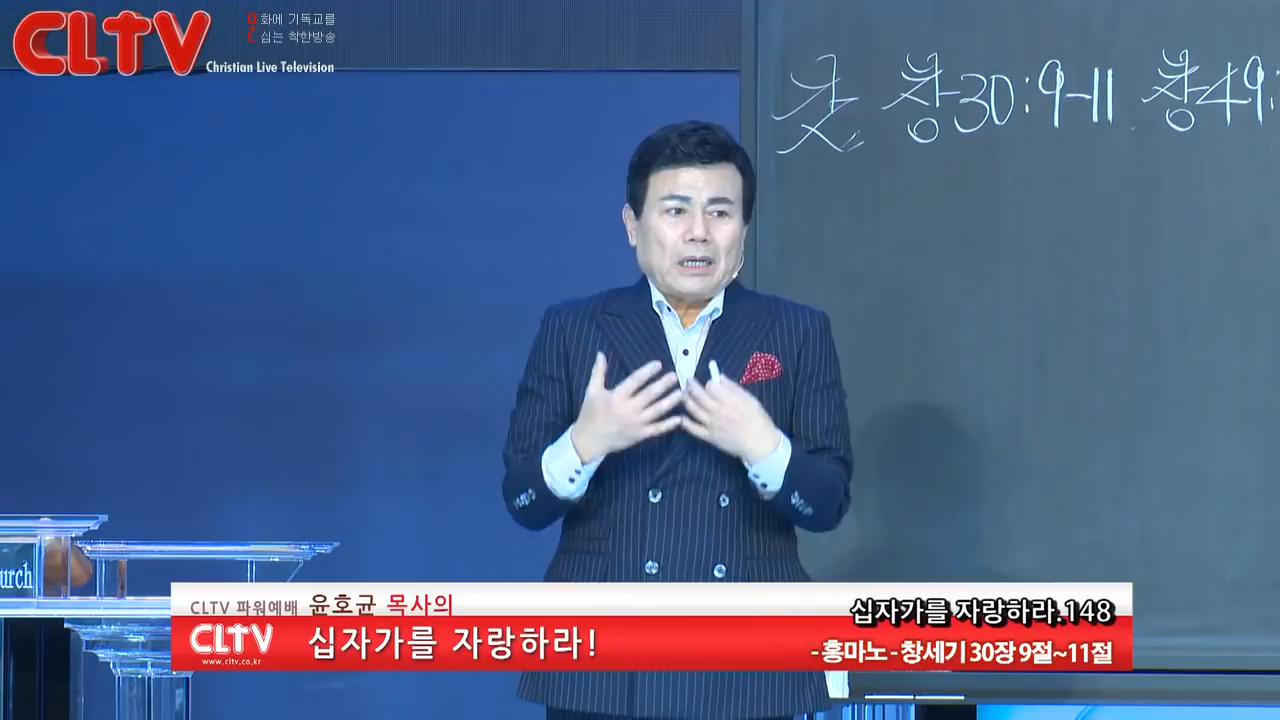 CLTV
문화에 기독교를
심는 착한방송
Christian Live Television
갓 창30:9-11 창49:
urch
CLTV 파워예배 윤호균 목사의
십자가를 자랑하라.148
CLTV
www.cltv.co.kr
십자가를 자랑하라!
- 홍마노 - 창세기 30장 9절~11절